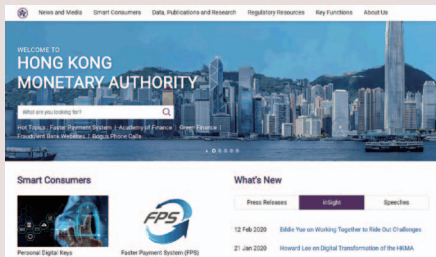 News and Media Smart Consumers Data, Publications and Research Regulatory Resources Key Functions About Us
WELCOME TO
HONG KONG
MONETARY AUTHORITY
What are you looking for?
Hot Topics : Faster Payment System | Academy of Finance | Green Finance |
Fraudulent Bank Websites | Bogus Phone Calls
Smart Consumers
What's New
Press Releases inSight Speeches
FPS
12 Feb 2020 Eddie Yue on Working Together to Ride Out Challenges
Personal Digital Keys Faster Payment System (FPS)
21 Jan 2020 Howard Lee on Digital Transformation of the HKMA